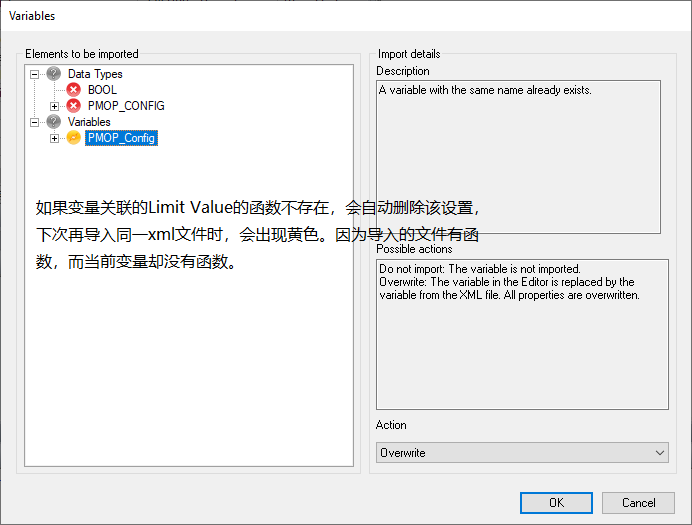 Variables
Elements to be imported
Data Types
BOOL
PMOP_CONFIG
Variables
PMOP_Config
如果变量关联的Limit Value的函数不存在，会自动删除该设置，
下次再导入同一xml文件时，会出现黄色。因为导入的文件有函
数，而当前变量却没有函数。
Import details
Description
A variable with the same name already exists.
Possible actions
Do not import: The variable is not imported.
Overwrite: The variable in the Editor is replaced by the
variable from the XML file. All properties are overwritten.
Action
Overwrite
OK
Cancel